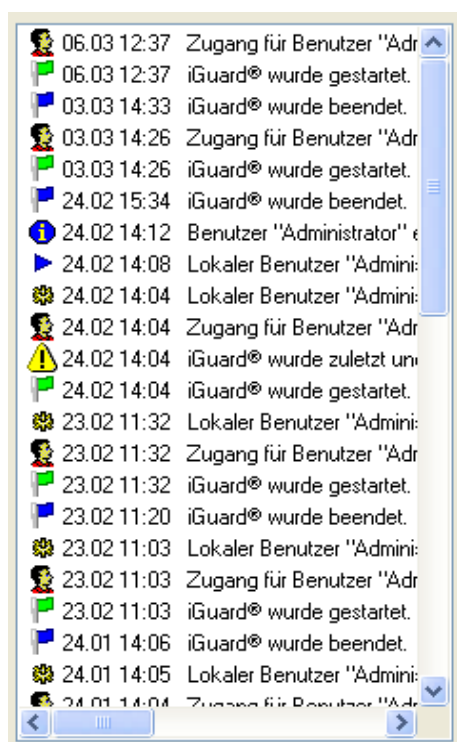 06.03 12:37 Zugang für Benutzer "Adr
06.03 12:37 iGuard® wurde gestartet.
03.03 14:33 iGuard® wurde beendet.
03.03 14:26 Zugang für Benutzer "Adr
03.03 14:26 iGuard® wurde gestartet.
24.02 15:34 iGuard® wurde beendet.
24.02 14:12 Benutzer "Administrator" e
24.02 14:08 Lokaler Benutzer "Admini
24.02 14:04 Lokaler Benutzer "Admini
24.02 14:04 Zugang für Benutzer "Adr
24.02 14:04 iGuard® wurde zuletzt un
24.02 14:04 iGuard® wurde gestartet.
23.02 11:32 Lokaler Benutzer "Admini
23.02 11:32 Zugang für Benutzer "Adr
23.02 11:32 iGuard® wurde gestartet.
23.02 11:20 iGuard® wurde beendet.
23.02 11:03 Lokaler Benutzer "Admini
23.02 11:03 Zugang für Benutzer "Adr
23.02 11:03 iGuard® wurde gestartet.
24.01 14:06 iGuard® wurde beendet.
24.01 14:05 Lokaler Benutzer "Admini
24.01 14:04 Zugang für Benutzer "Adr